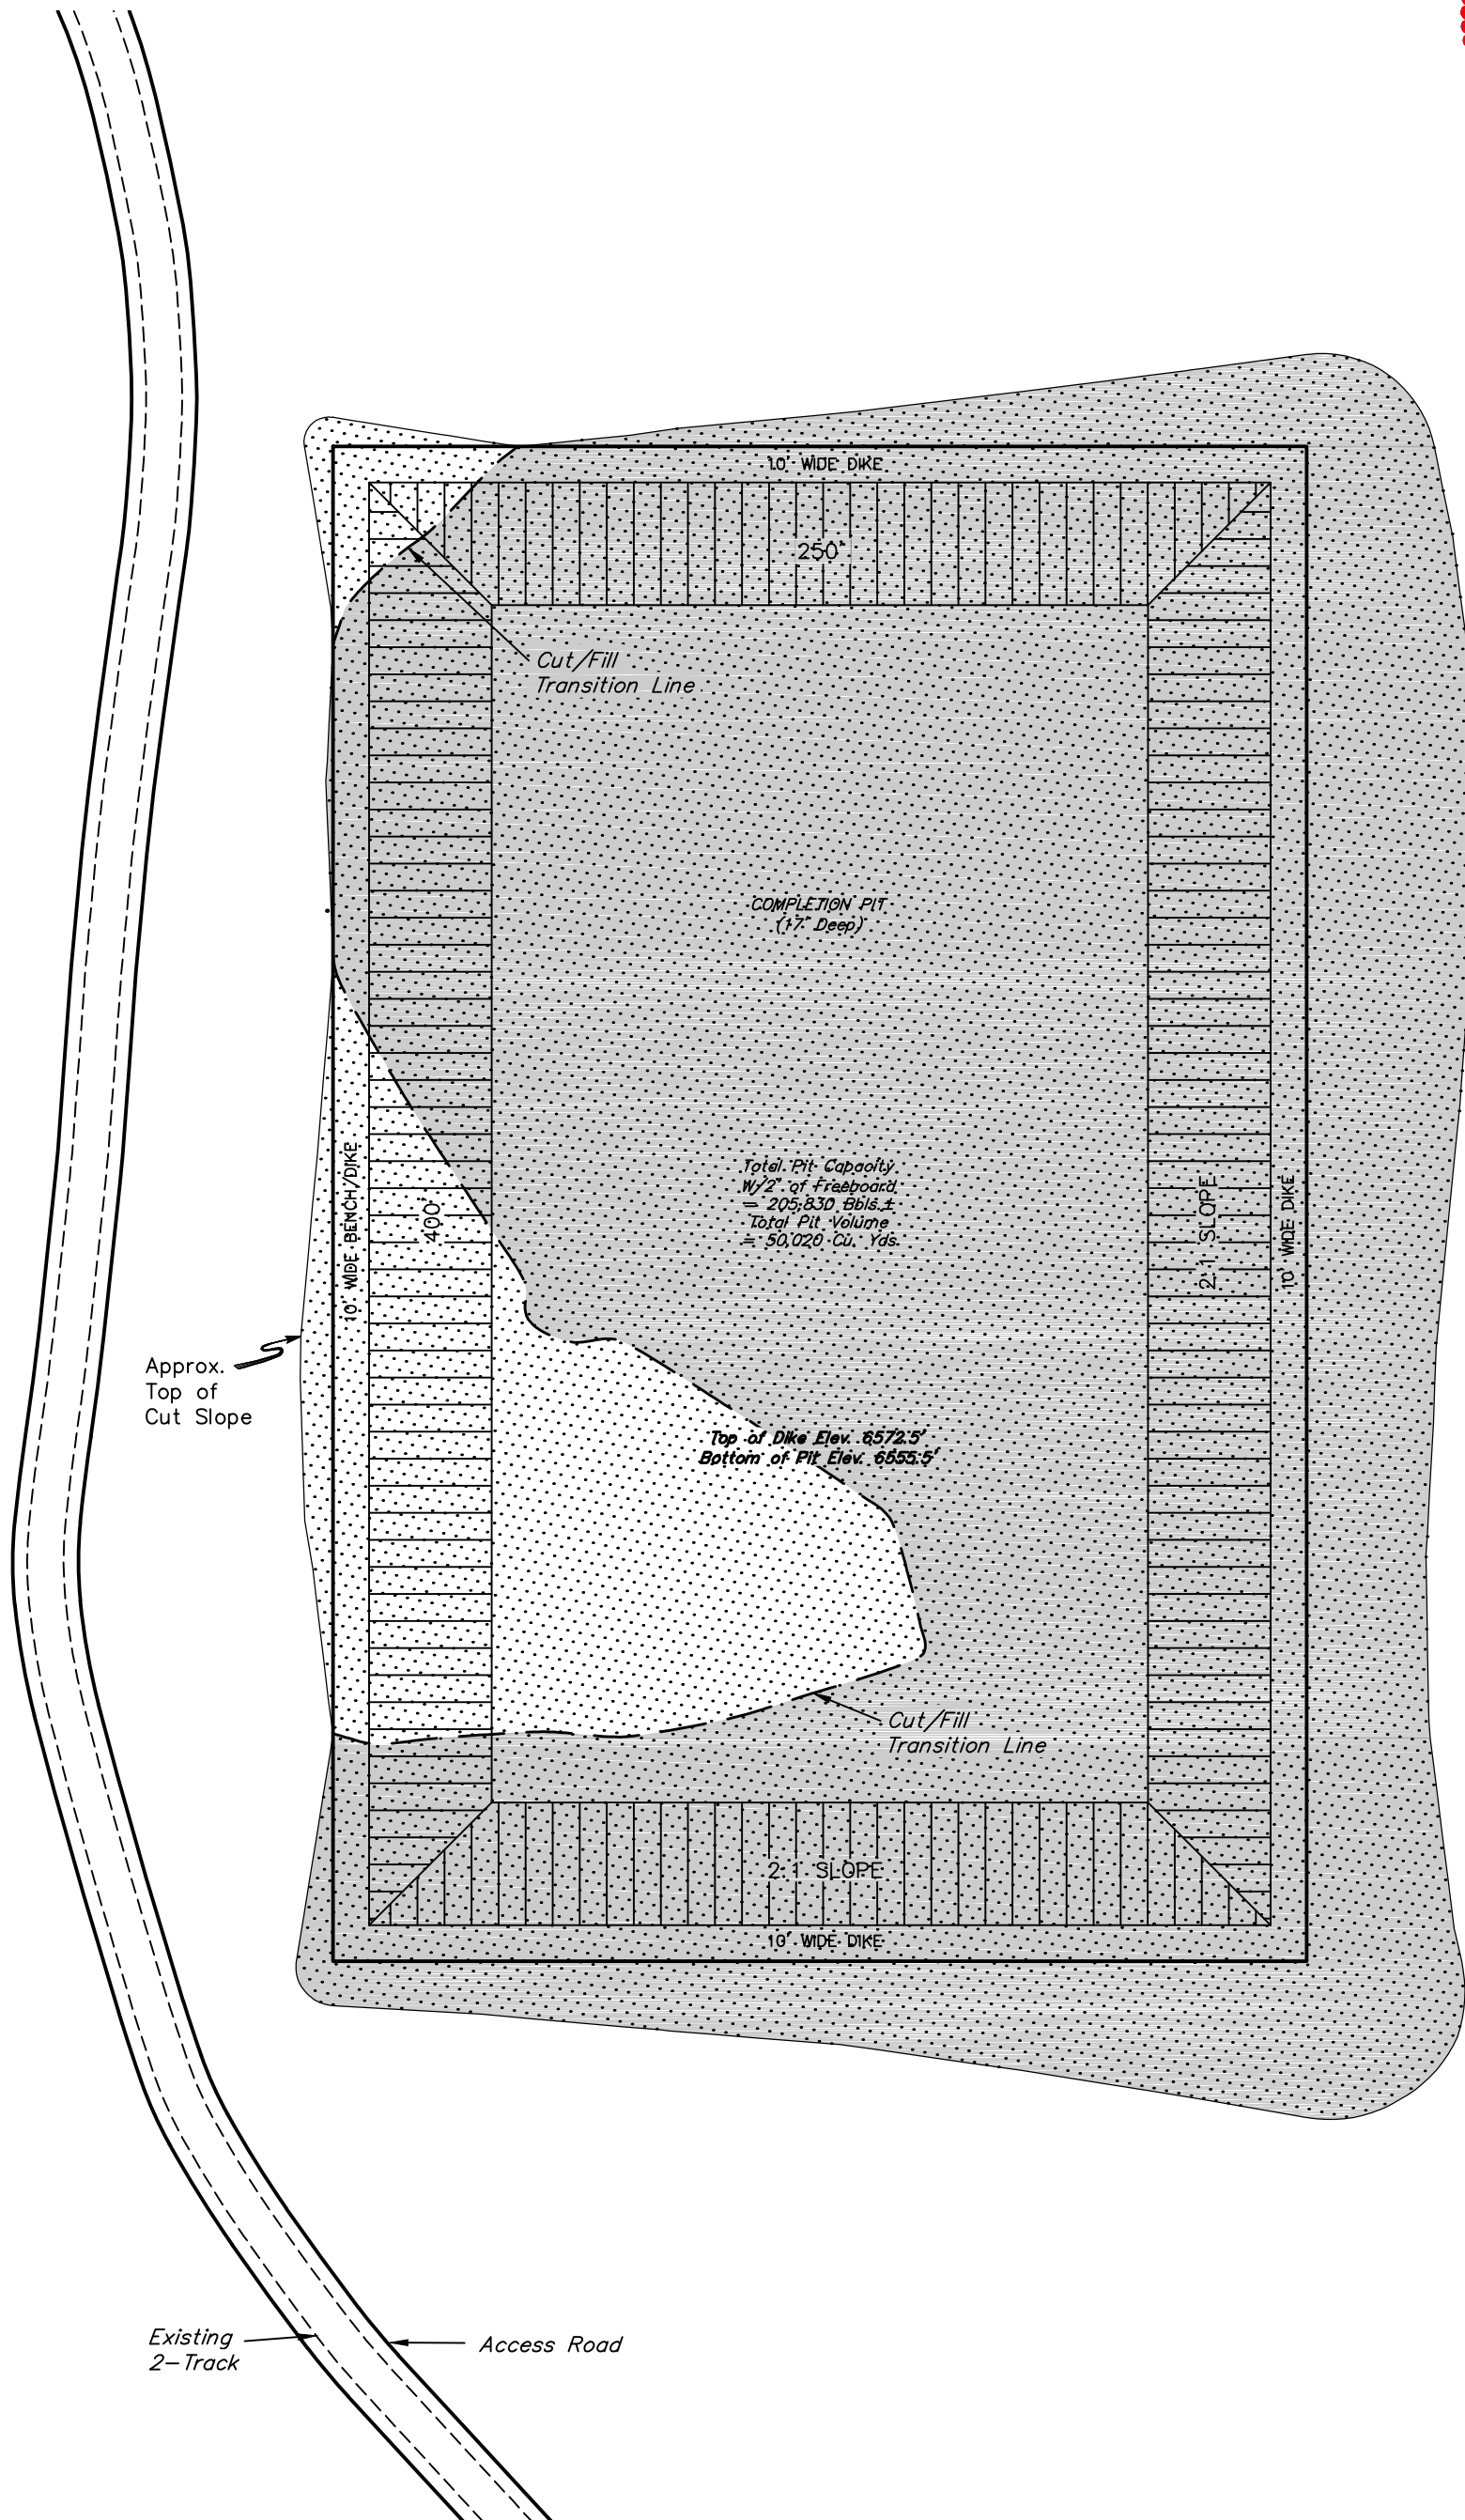 10' WIDE DIKE
250'
Cut/Fill
Transition Line
COMPLETION PIT
(17' Deep)
Total Pit Capacity
W/2' of Freeboard
= 205,830 Bbls.±
Total Pit Volume
= 50,020 Cu. Yds
10' WIDE BENCH/DIKE
400'
2:1 SLOPE
10' WIDE DIKE
Approx.
Top of
Cut Slope
Top of Dike Elev. 6572.5'
Bottom of Pit Elev. 6555.5'
Cut/Fill
Transition Line
2:1 SLOPE
10' WIDE DIKE
Existing
2-Track
Access Road